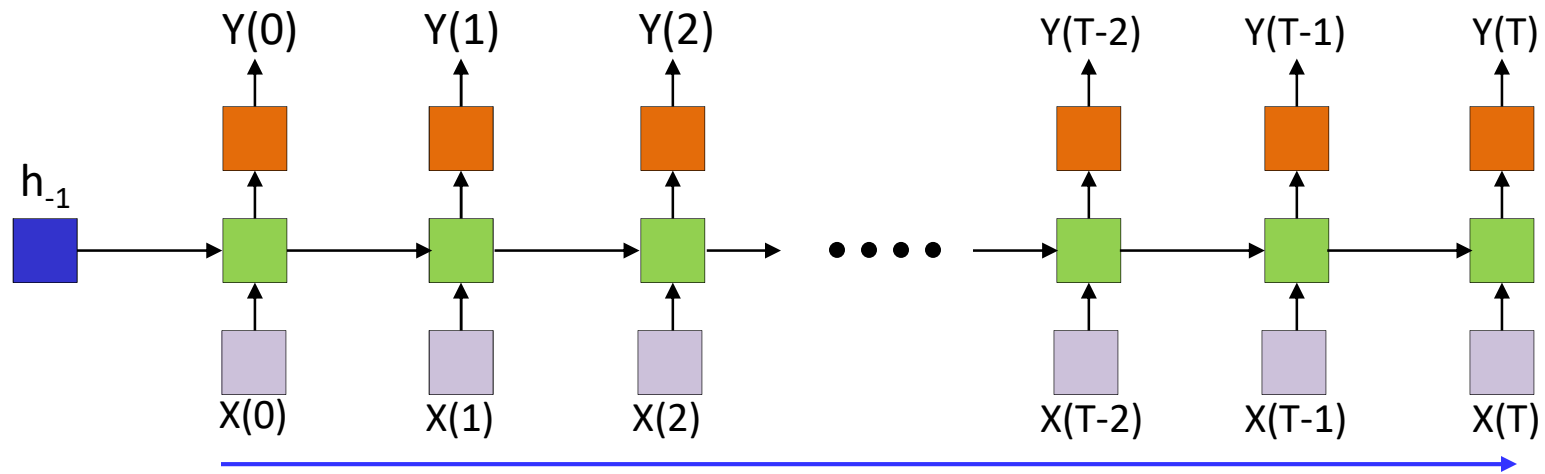 Y(0) Y(1) Y(2) Y(T-2) Y(T-1) Y(T)
h-1
X(0) X(1) X(2) X(T-2) X(T-1) X(T)